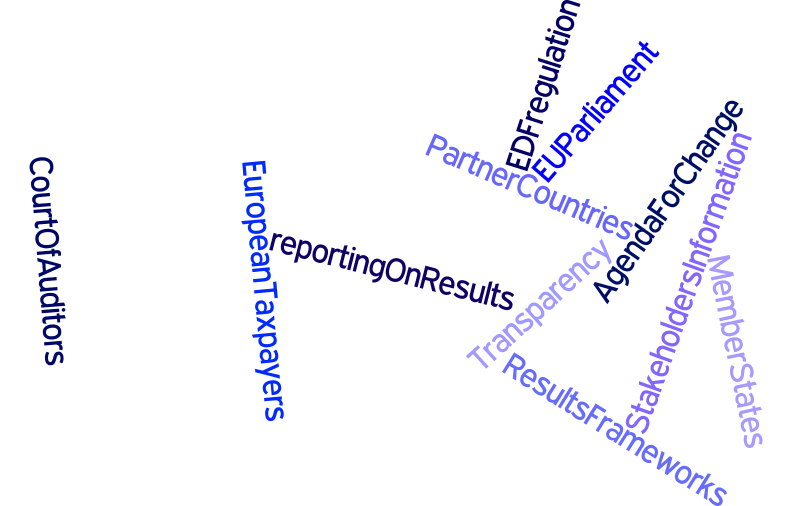 EDFregulation
EUParliament
PartnerCountries
AgendaForChange
StakeholdersInformation
CourtOfAuditors
EuropeanTaxpayers
reportingOnResults
Transparency
MemberStates
ResultsFrameworks